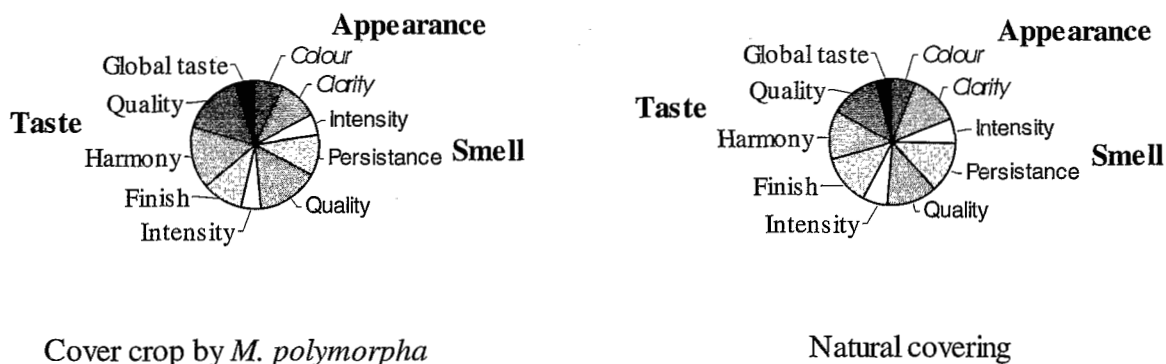 Appearance
Colour
Global taste
Clarity
Quality
Intensity
Taste
Harmony
Persistance
Smell
Finish
Quality
Intensity
Cover crop by M. polymorpha
Appearance
Colour
Global taste
Clarity
Quality
Taste
Intensity
Harmony
Smell
Persistance
Finish
Quality
Intensity
Natural covering